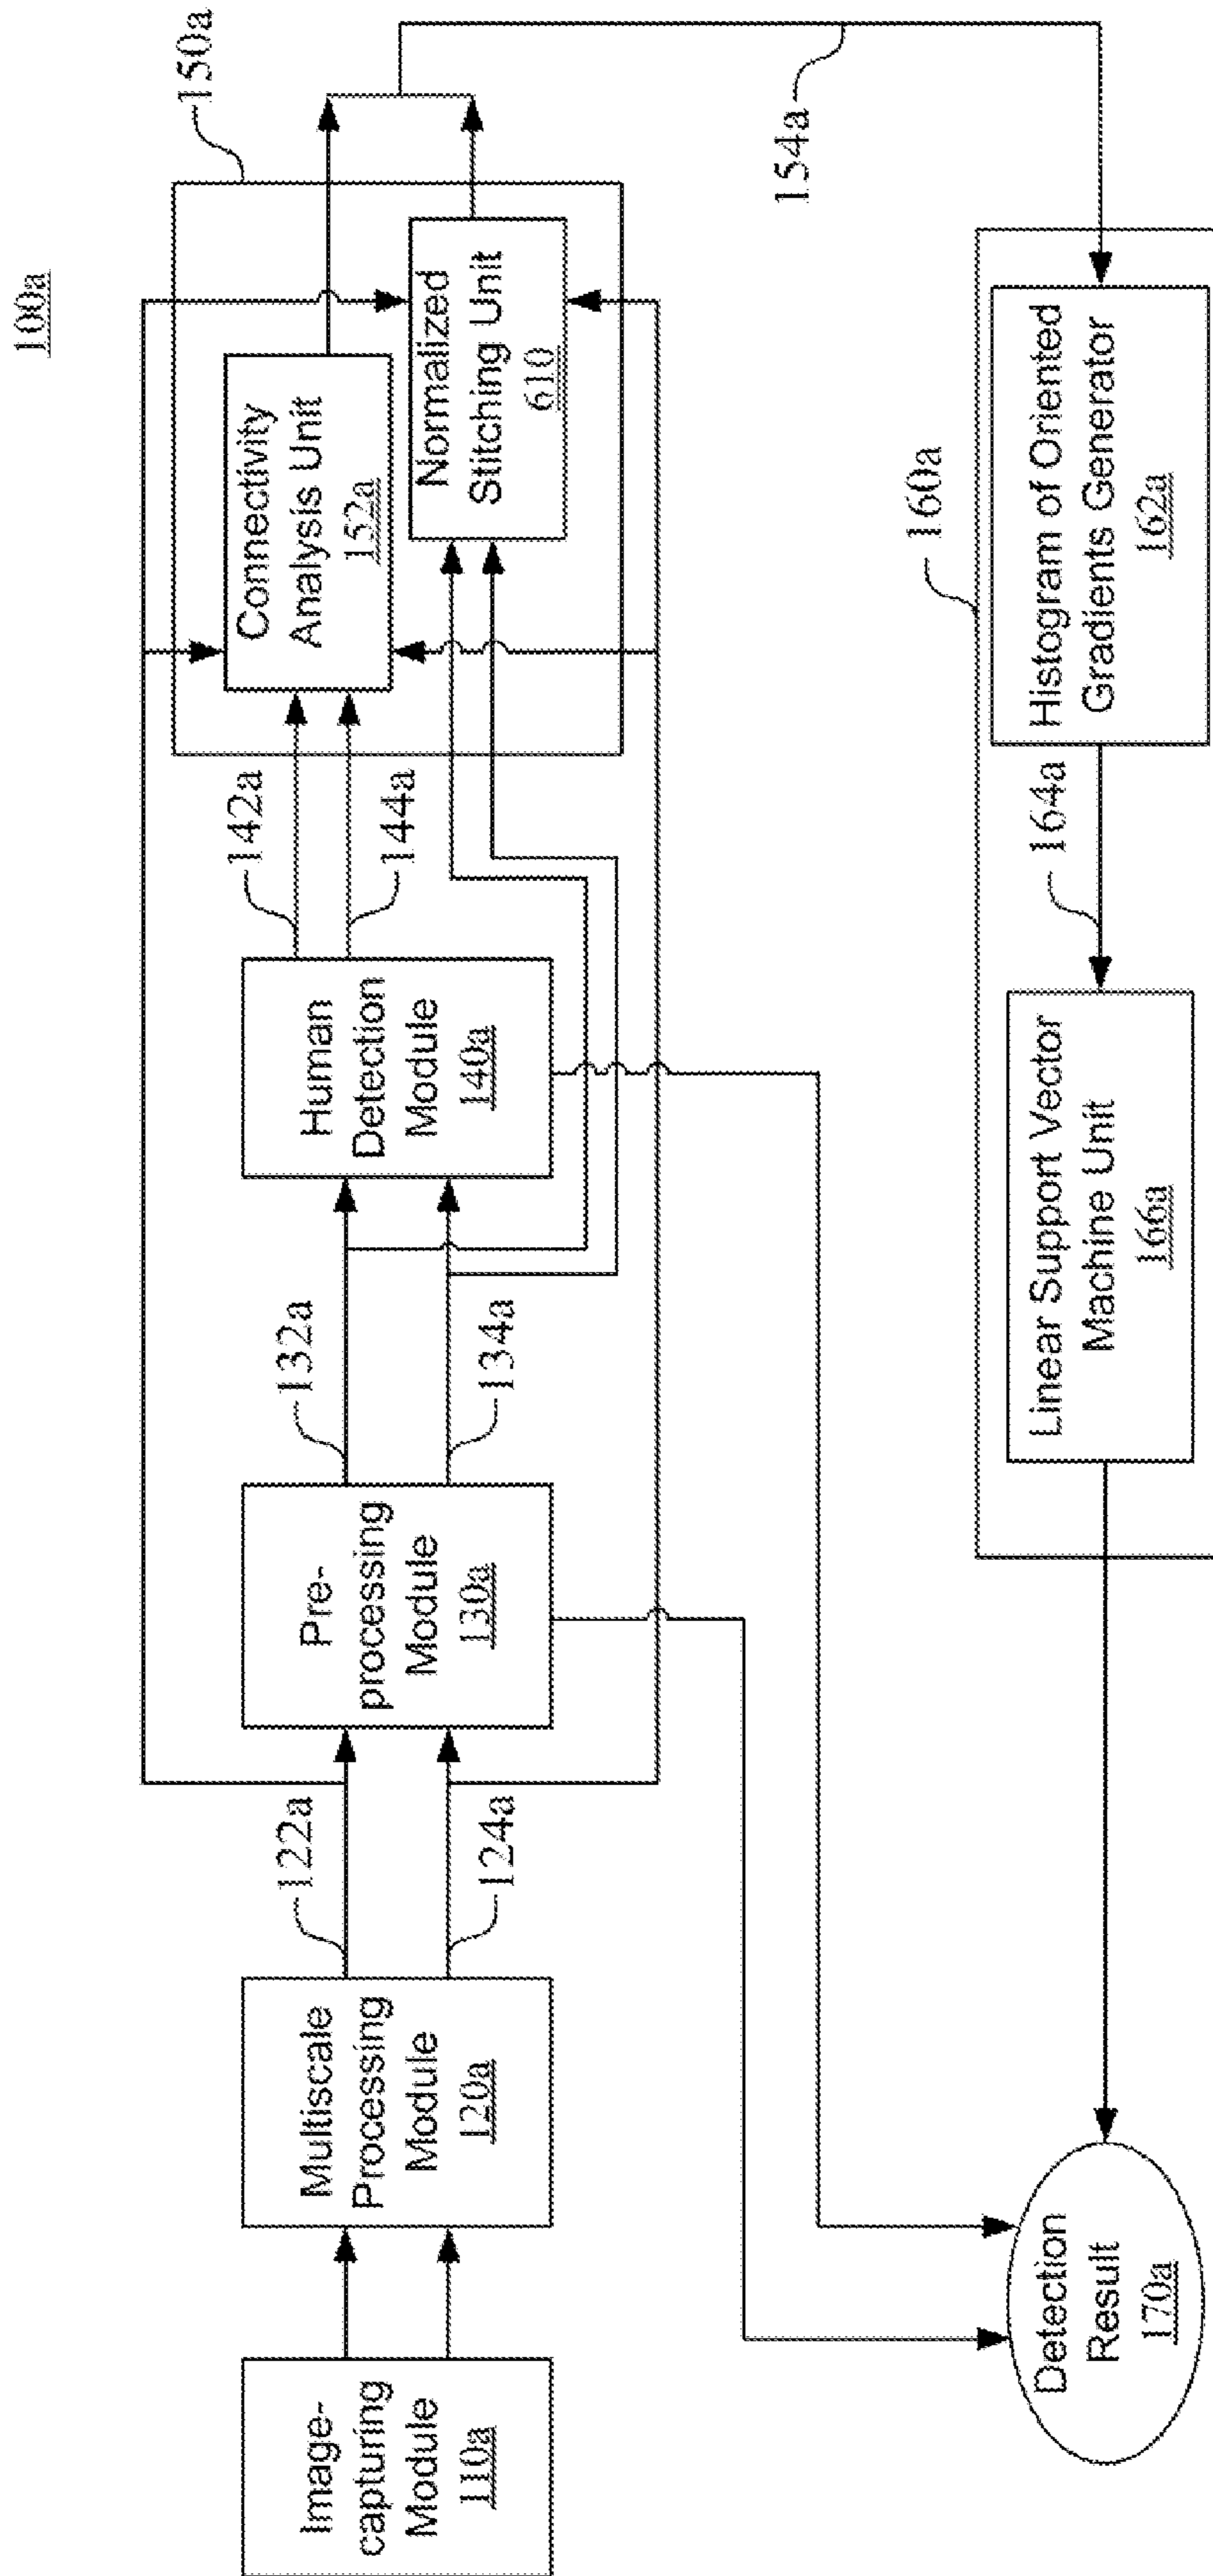 100a
Image-
capturing
Module
110a
Multiscale
Processing
Module
120a
122a
124a
Pre-
processing
Module
130a
132a
134a
Human
Detection
Module
140a
142a
144a
150a
Connectivity
Analysis Unit
152a
Normalized
Stitching Unit
610
154a
160a
Histogram of Oriented
Gradients Generator
162a
164a
Linear Support Vector
Machine Unit
166a
Detection
Result
170a